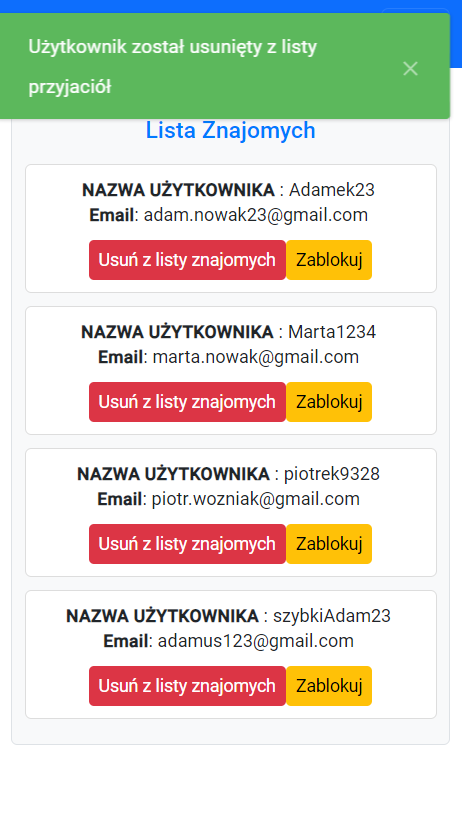 Użytkownik został usunięty z listy
przyjaciół
Lista Znajomych
NAZWA UŻYTKOWNIKA : Adamek23
Email: adam.nowak23@gmail.com
Usuń z listy znajomych Zablokuj
NAZWA UŻYTKOWNIKA : Marta1234
Email: marta.nowak@gmail.com
Usuń z listy znajomych Zablokuj
NAZWA UŻYTKOWNIKA : piotrek9328
Email: piotr.wozniak@gmail.com
Usuń z listy znajomych Zablokuj
NAZWA UŻYTKOWNIKA : szybkiAdam23
Email: adamus123@gmail.com
Usuń z listy znajomych Zablokuj